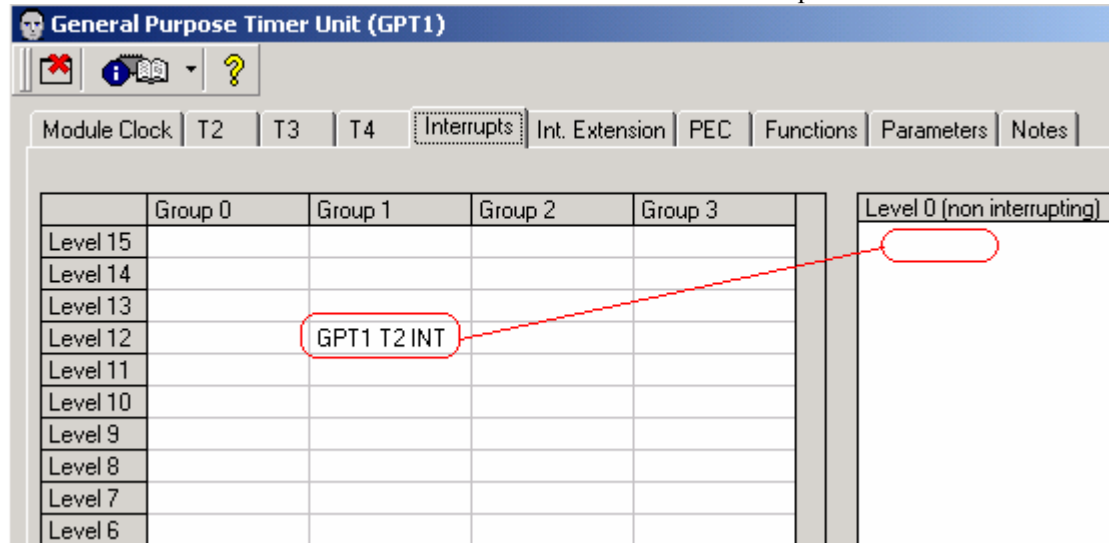 General Purpose Timer Unit (GPT1)
Module Clock T2 T3 T4 Interrupts Int. Extension PEC Functions Parameters Notes
Group 0 Group 1 Group 2 Group 3 Level 0 (non interrupting)
Level 15
Level 14
Level 13
Level 12 GPT1 T2 INT
Level 11
Level 10
Level 9
Level 8
Level 7
Level 6